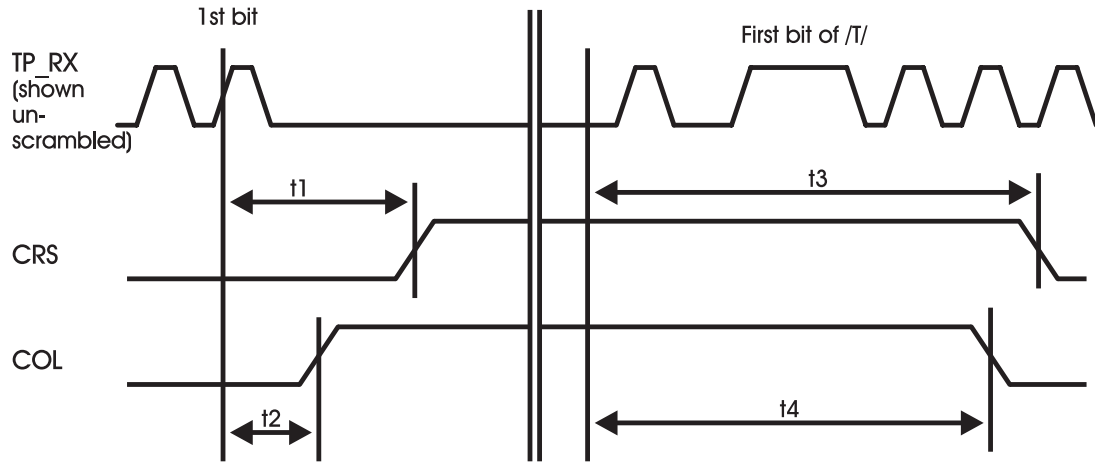 1st bit
First bit of /T/
TP_RX
(shown
un-
scrambled)
t1
t3
CRS
COL
t2
t4